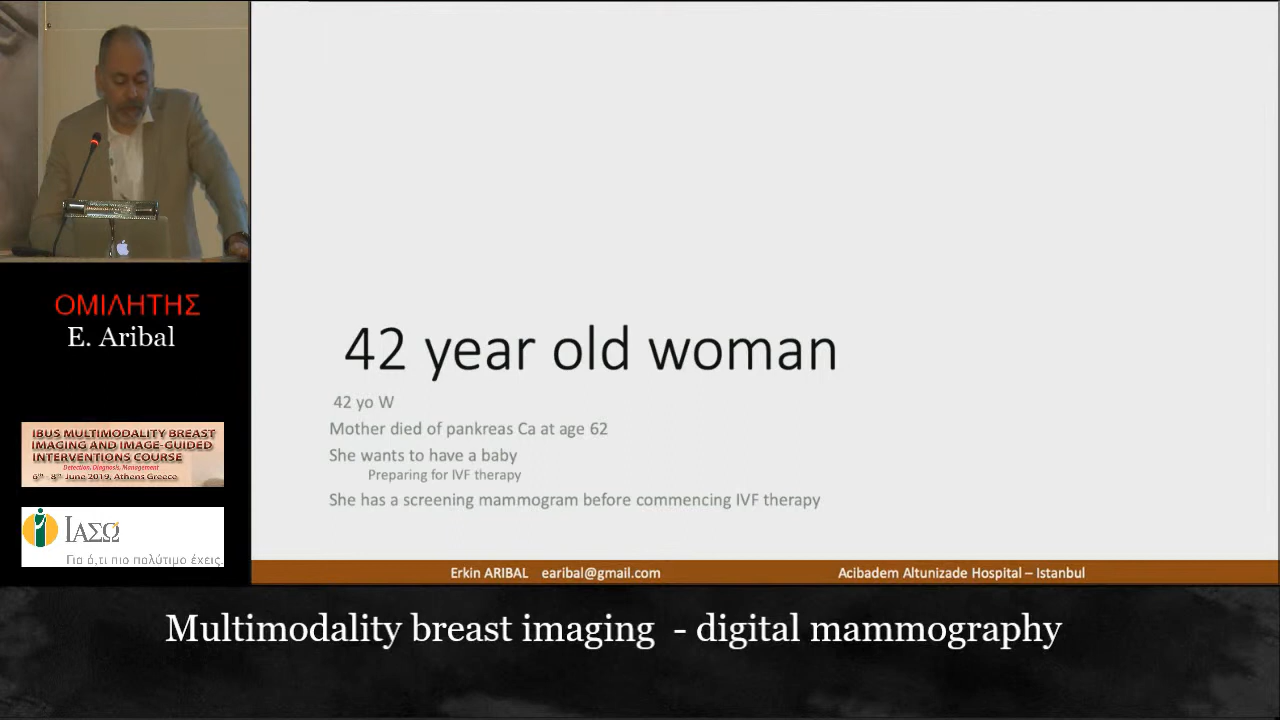 ΟΜΙΛΗΤΗΣ
E. Aribal
IBUS MULTIMODALITY BREAST
IMAGING AND IMAGE-GUIDED
INTERVENTIONS COURSE
Detection, Diagnosis, Management
6th - 8th June 2019, Athens Greece
ΙΑΣΩ
Για ό,τι πιο πολύτιμο έχεις.
42 year old woman
42 yo W
Mother died of pankreas Ca at age 62
She wants to have a baby
Preparing for IVF therapy
She has a screening mammogram before commencing IVF therapy
Erkin ARIBAL earibal@gmail.com Acibadem Altunizade Hospital – Istanbul
Multimodality breast imaging - digital mammography